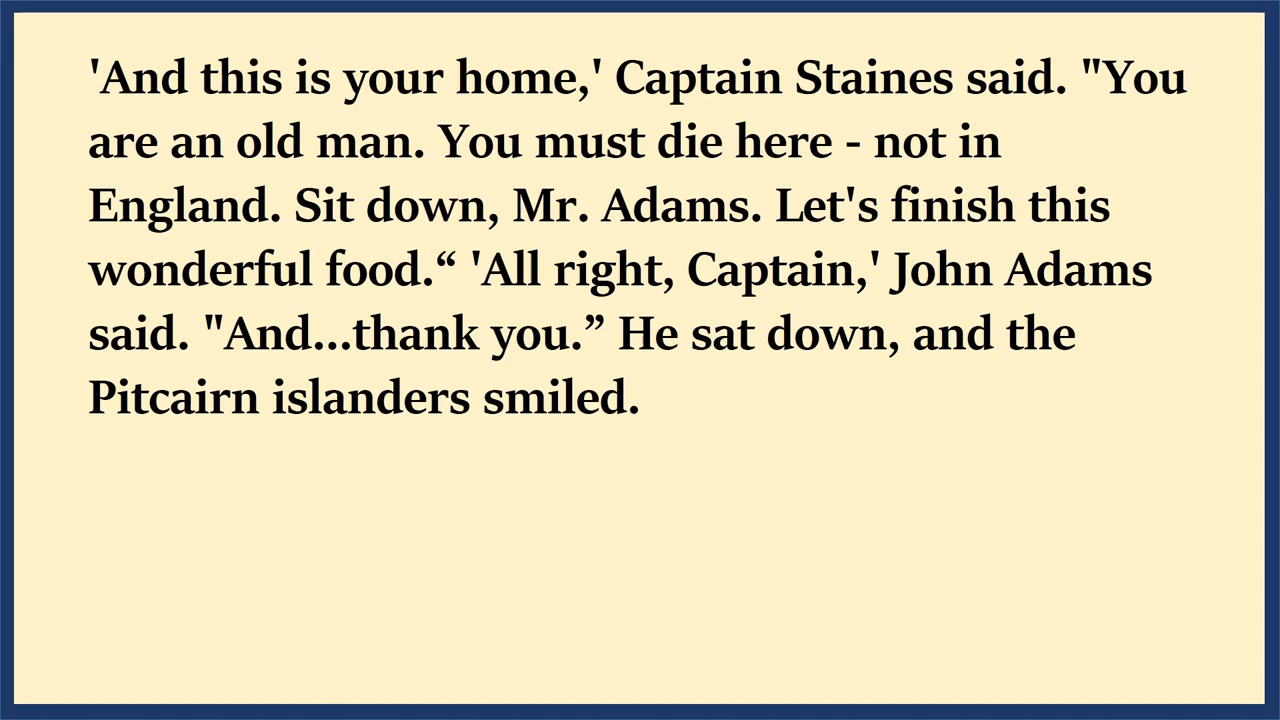 'And this is your home,' Captain Staines said. "You
are an old man. You must die here - not in
England. Sit down, Mr. Adams. Let's finish this
wonderful food.“ 'All right, Captain,' John Adams
said. "And...thank you.” He sat down, and the
Pitcairn islanders smiled.